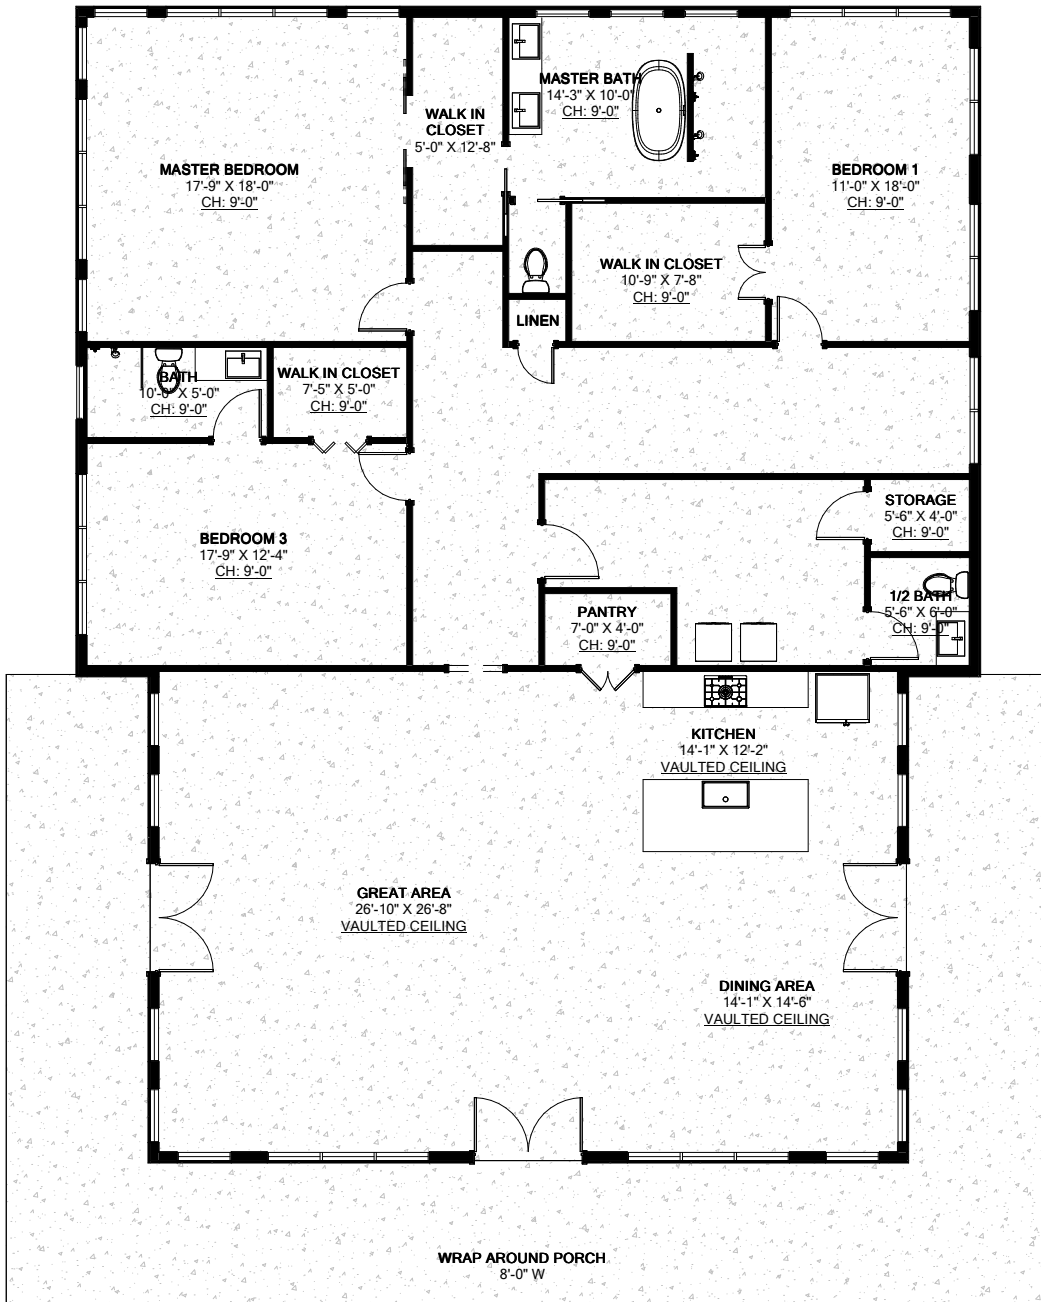 MASTER BEDROOM
17'-9" X 18'-0"
CH: 9'-0"
WALK IN
CLOSET
5'-0" X 12'-8"
MASTER BATH
14'-3" X 10'-0"
CH: 9'-0"
BEDROOM 1
11'-0" X 18'-0"
CH: 9'-0"
WALK IN CLOSET
10'-9" X 7'-8"
CH: 9'-0"
LINEN
BATH
10'-0" X 5'-0"
CH: 9'-0"
WALK IN CLOSET
7'-5" X 5'-0"
CH: 9'-0"
BEDROOM 3
17'-9" X 12'-4"
CH: 9'-0"
STORAGE
5'-6" X 4'-0"
CH: 9'-0"
1/2 BATH
5'-6" X 6'-0"
CH: 9'-0"
PANTRY
7'-0" X 4'-0"
CH: 9'-0"
KITCHEN
14'-1" X 12'-2"
VAULTED CEILING
GREAT AREA
26'-10" X 26'-8"
VAULTED CEILING
DINING AREA
14'-1" X 14'-6"
VAULTED CEILING
WRAP AROUND PORCH
8'-0" W